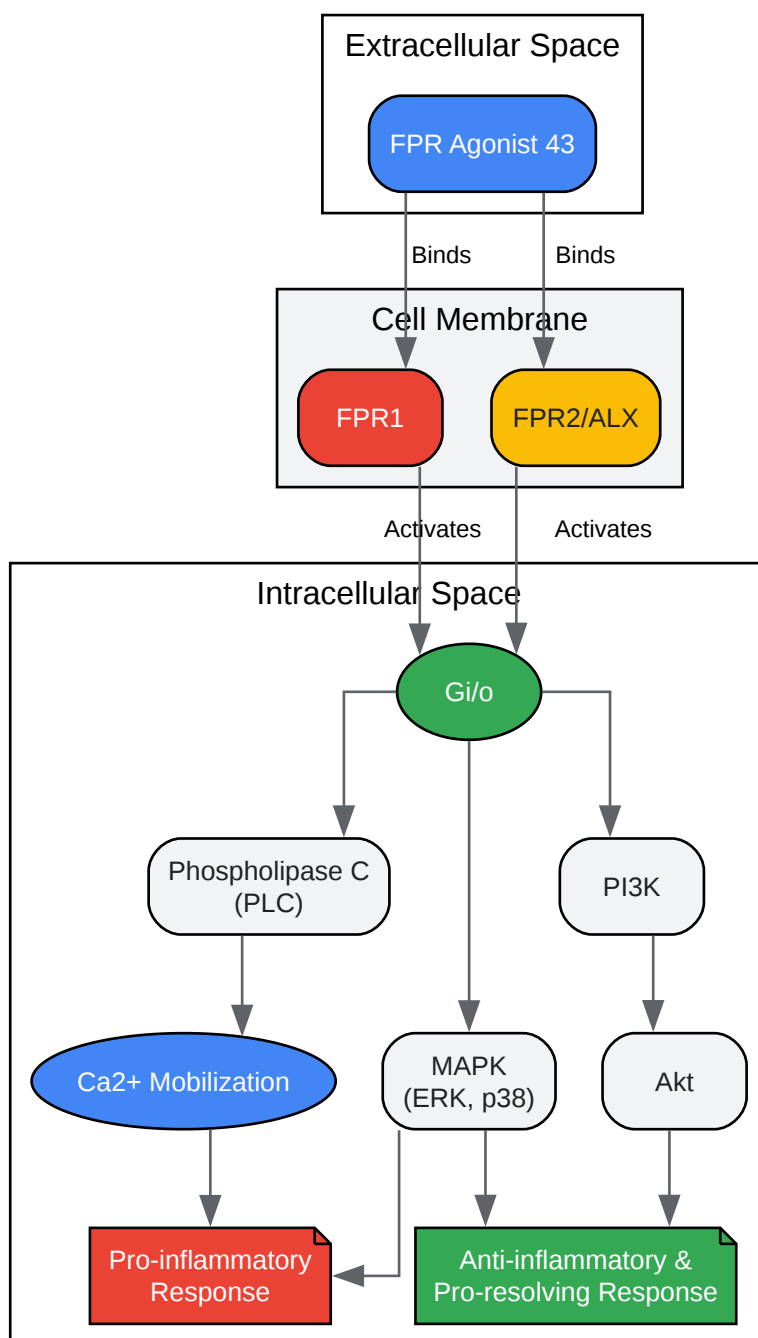 Extracellular Space
FPR Agonist 43
Binds
Binds
Cell Membrane
FPR1
FPR2/ALX
Activates
Activates
Intracellular Space
Gi/o
Phospholipase C
(PLC)
PI3K
Ca2+ Mobilization
MAPK
(ERK, p38)
Akt
Pro-inflammatory
Response
Anti-inflammatory &
Pro-resolving Response